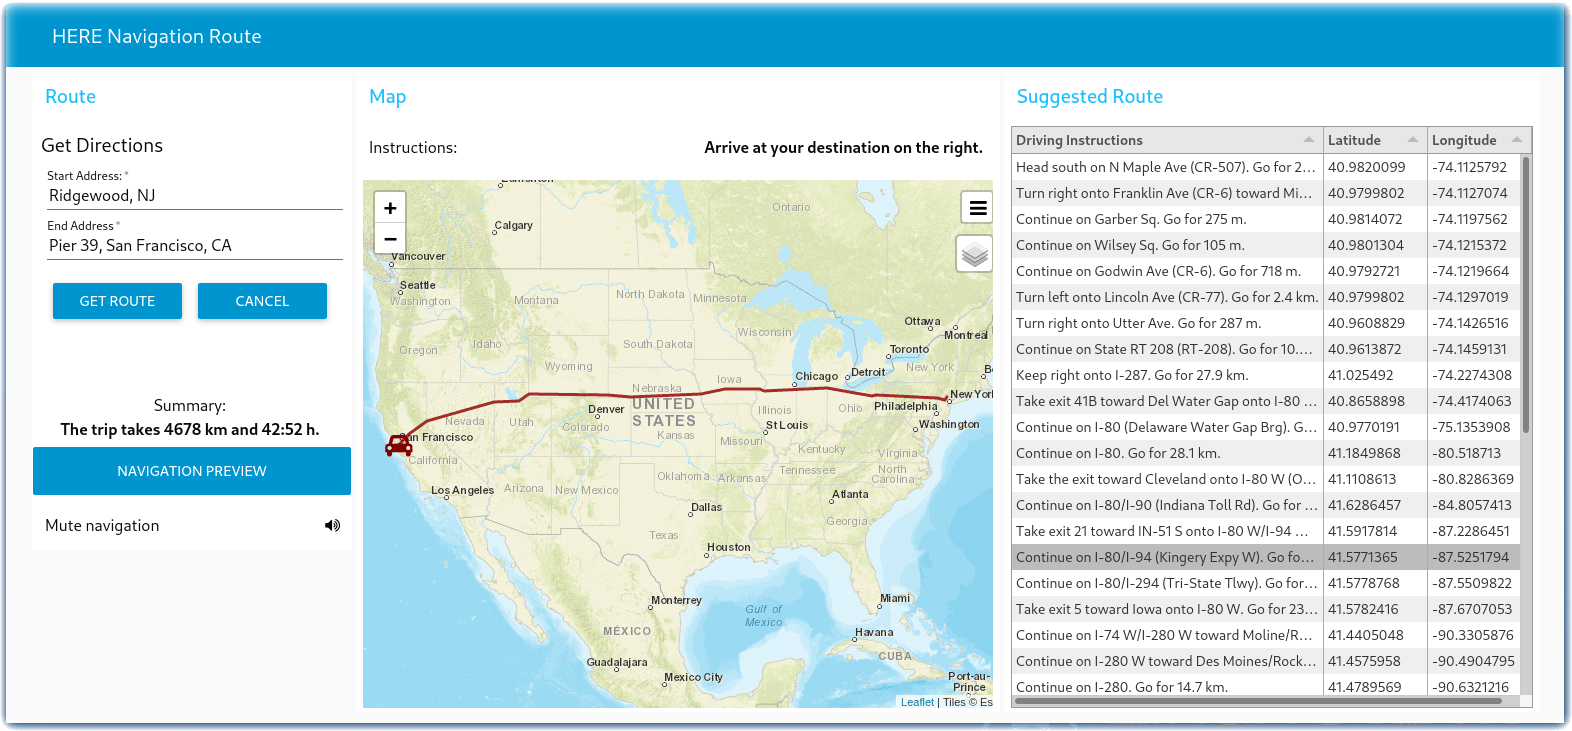 HERE Navigation Route
Route
Get Directions
Start Address: *
Ridgewood, NJ
End Address *
Pier 39, San Francisco, CA
GET ROUTE CANCEL
Summary:
The trip takes 4678 km and 42:52 h.
NAVIGATION PREVIEW
Mute navigation
Map
Instructions: Arrive at your destination on the right.
+
−
Edmonton
Ontario
Calgary
Vancouver
Seattle
Washington
Montana
North Dakota
Minnesota
Ottawa
Montreal
Wisconsin
Toronto
Oregon
Idaho
South Dakota
Wyoming
Chicago
Detroit
New York
Iowa
Nebraska
New York
UNITED
STATES
Denver
Illinois
Ohio
Philadelphia
Nevada
Utah
Colorado
Kansas
Missouri
St Louis
Washington
San Francisco
California
Kentucky
Virginia
Oklahoma
Arkansas
Tennessee
North
Carolina
Los Angeles
Arizona
New Mexico
Atlanta
Dallas
Georgia
Texas
Houston
Monterrey
Gulf of
Mexico
Miami
MÉXICO
Havana
CUBA
Guadalajara
Mexico City
Port-au-
Prince
Leaflet | Tiles © Es
Suggested Route
Driving Instructions Latitude Longitude
Head south on N Maple Ave (CR-507). Go for 2... 40.9820099 -74.1125792
Turn right onto Franklin Ave (CR-6) toward Mi... 40.9799802 -74.1127074
Continue on Garber Sq. Go for 275 m. 40.9814072 -74.1197562
Continue on Wilsey Sq. Go for 105 m. 40.9801304 -74.1215372
Continue on Godwin Ave (CR-6). Go for 718 m. 40.9792721 -74.1219664
Turn left onto Lincoln Ave (CR-77). Go for 2.4 km. 40.9799802 -74.1297019
Turn right onto Utter Ave. Go for 287 m. 40.9608829 -74.1426516
Continue on State RT 208 (RT-208). Go for 10.... 40.9613872 -74.1459131
Keep right onto I-287. Go for 27.9 km. 41.025492 -74.2274308
Take exit 41B toward Del Water Gap onto I-80 ... 40.8658898 -74.4174063
Continue on I-80 (Delaware Water Gap Brg). G... 40.9770191 -75.1353908
Continue on I-80. Go for 28.1 km. 41.1849868 -80.518713
Take the exit toward Cleveland onto I-80 W (O... 41.1108613 -80.8286369
Continue on I-80/I-90 (Indiana Toll Rd). Go for ... 41.6286457 -84.8057413
Take exit 21 toward IN-51 S onto I-80 W/I-94 ... 41.5917814 -87.2286451
Continue on I-80/I-94 (Kingery Expy W). Go fo... 41.5771365 -87.5251794
Continue on I-80/I-294 (Tri-State Tlwy). Go for... 41.5778768 -87.5509822
Take exit 5 toward Iowa onto I-80 W. Go for 23... 41.5782416 -87.6707053
Continue on I-74 W/I-280 W toward Moline/R... 41.4405048 -90.3305876
Continue on I-280 W toward Des Moines/Rock... 41.4575958 -90.4904795
Continue on I-280. Go for 14.7 km. 41.4789569 -90.6321216